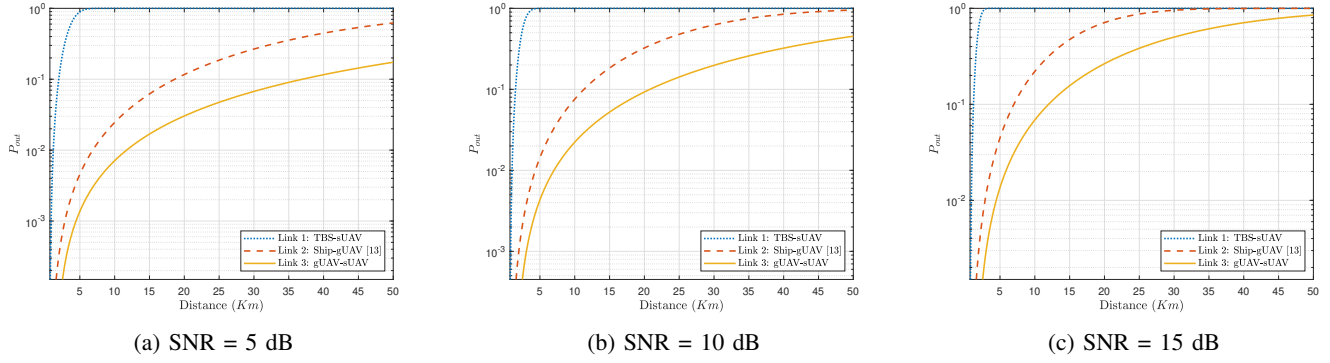 10^0
10^-1
10^-2
10^-3
P_out
5 10 15 20 25 30 35 40 45 50
Distance (Km)
Link 1: TBS-sUAV
Link 2: Ship-gUAV [13]
Link 3: gUAV-sUAV
(a) SNR = 5 dB
10^0
10^-1
10^-2
10^-3
P_out
5 10 15 20 25 30 35 40 45 50
Distance (Km)
Link 1: TBS-sUAV
Link 2: Ship-gUAV [13]
Link 3: gUAV-sUAV
(b) SNR = 10 dB
10^0
10^-1
10^-2
P_out
5 10 15 20 25 30 35 40 45 50
Distance (Km)
Link 1: TBS-sUAV
Link 2: Ship-gUAV [13]
Link 3: gUAV-sUAV
(c) SNR = 15 dB